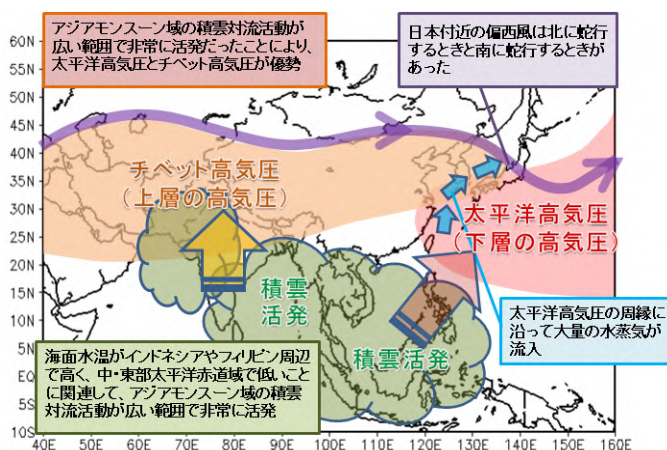 アジアモンスーン域の積雲対流活動が
広い範囲で非常に活発だったことにより、
太平洋高気圧とチベット高気圧が優勢
日本付近の偏西風は北に蛇行
するときと南に蛇行するときが
あった
60N
55N
50N
45N
40N
35N
30N
25N
20N
15N
10N
5N
EQ
5S
10S
チベット高気圧
(上層の高気圧)
太平洋高気圧
(下層の高気圧)
積雲
活発
積雲活発
太平洋高気圧の周縁に
沿って大量の水蒸気が
流入
海面水温がインドネシアやフィリピン周辺
で高く、中・東部太平洋赤道域で低いこと
に関連して、アジアモンスーン域の積雲
対流活動が広い範囲で非常に活発
40E 50E 60E 70E 80E 90E 100E 110E 120E 130E 140E 150E 160E